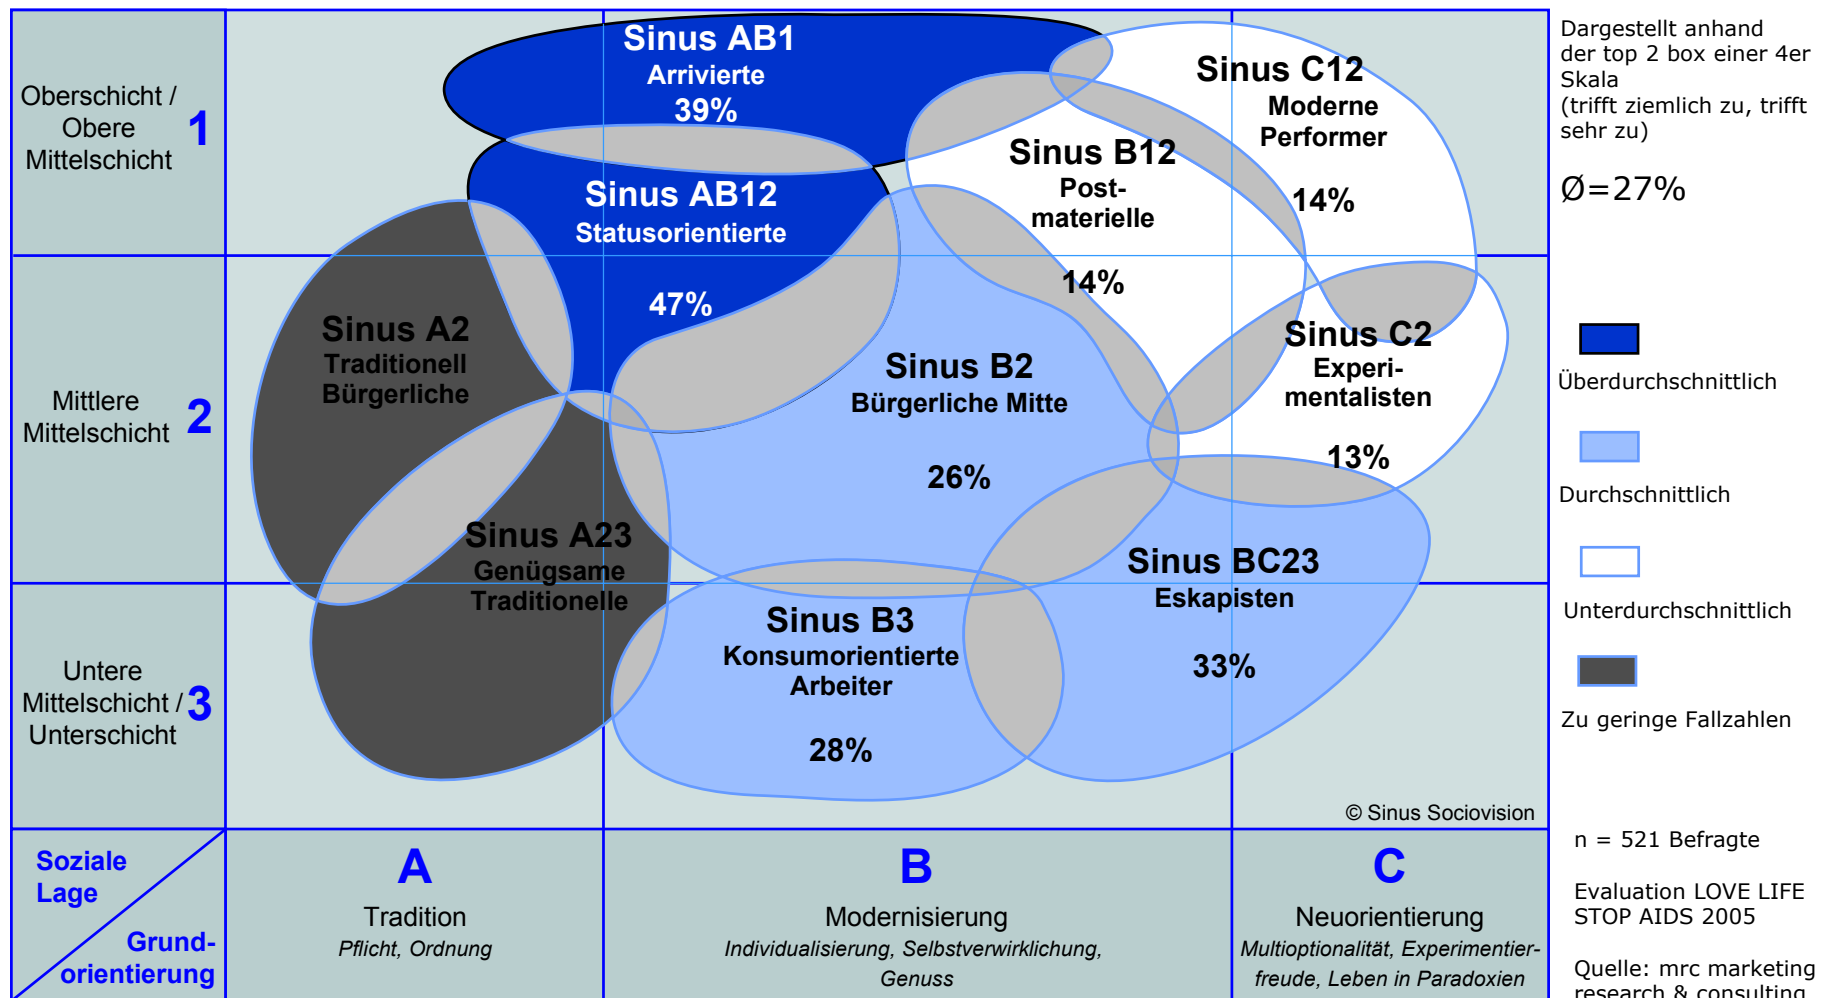 Oberschicht /
Obere
Mittelschicht
1
Mittlere
Mittelschicht
2
Untere
Mittelschicht /
Unterschicht
3
Sinus AB1
Arrivierte
39%
Sinus C12
Moderne
Performer
14%
Sinus B12
Post-
materielle
14%
Sinus AB12
Statusorientierte
47%
Sinus A2
Traditionell
Bürgerliche
Sinus B2
Bürgerliche Mitte
26%
Sinus C2
Experi-
mentalisten
13%
Sinus A23
Genügsame
Traditionelle
Sinus BC23
Eskapisten
33%
Sinus B3
Konsumorientierte
Arbeiter
28%
© Sinus Sociovision
Soziale
Lage
Grund-
orientierung
A
Tradition
Pflicht, Ordnung
B
Modernisierung
Individualisierung, Selbstverwirklichung,
Genuss
C
Neuorientierung
Multioptionalität, Experimentier-
freude, Leben in Paradoxien
Dargestellt anhand
der top 2 box einer 4er
Skala
(trifft ziemlich zu, trifft
sehr zu)
Ø=27%
Überdurchschnittlich
Durchschnittlich
Unterdurchschnittlich
Zu geringe Fallzahlen
n = 521 Befragte
Evaluation LOVE LIFE
STOP AIDS 2005
Quelle: mrc marketing
research & consulting